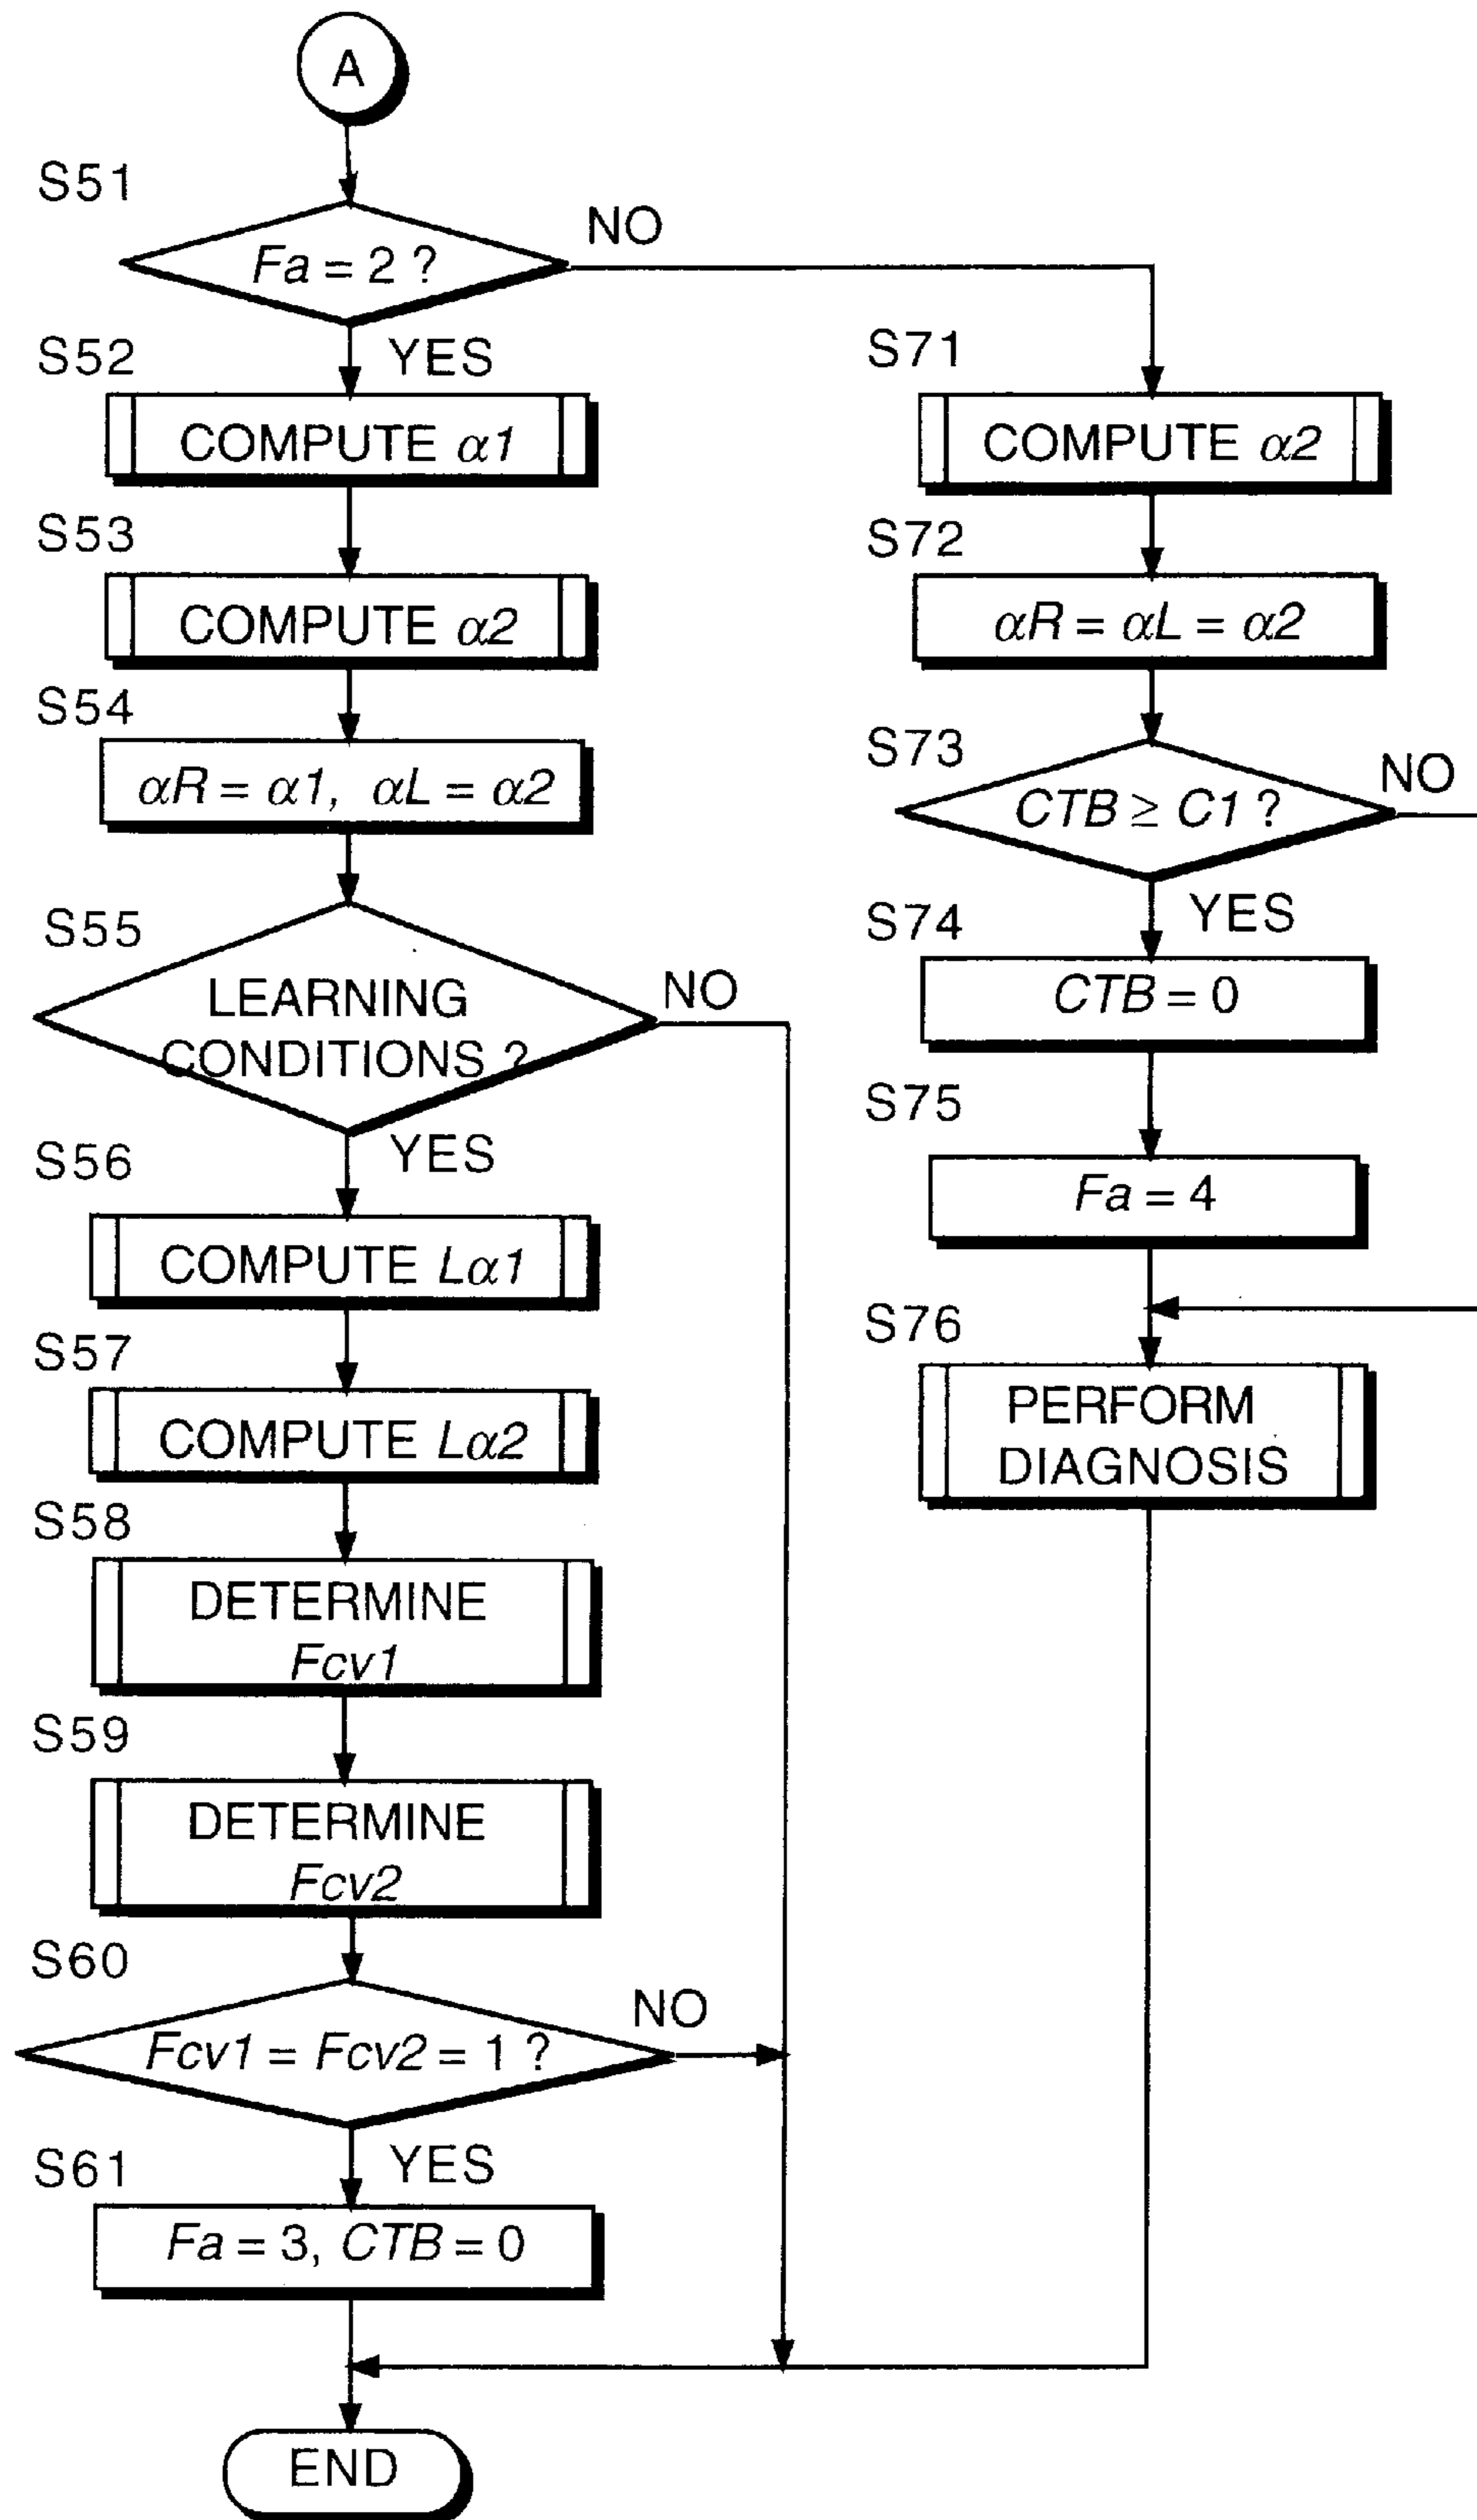 A
S51
Fa = 2 ?
NO
YES
S52
COMPUTE α1
S53
COMPUTE α2
S54
αR = α1, αL = α2
S55
LEARNING
CONDITIONS ?
NO
YES
S56
COMPUTE Lα1
S57
COMPUTE Lα2
S58
DETERMINE
Fcv1
S59
DETERMINE
Fcv2
S60
Fcv1 = Fcv2 = 1 ?
NO
YES
S61
Fa = 3, CTB = 0
END
S71
COMPUTE α2
S72
αR = αL = α2
S73
CTB ≥ C1 ?
NO
YES
S74
CTB = 0
S75
Fa = 4
S76
PERFORM
DIAGNOSIS